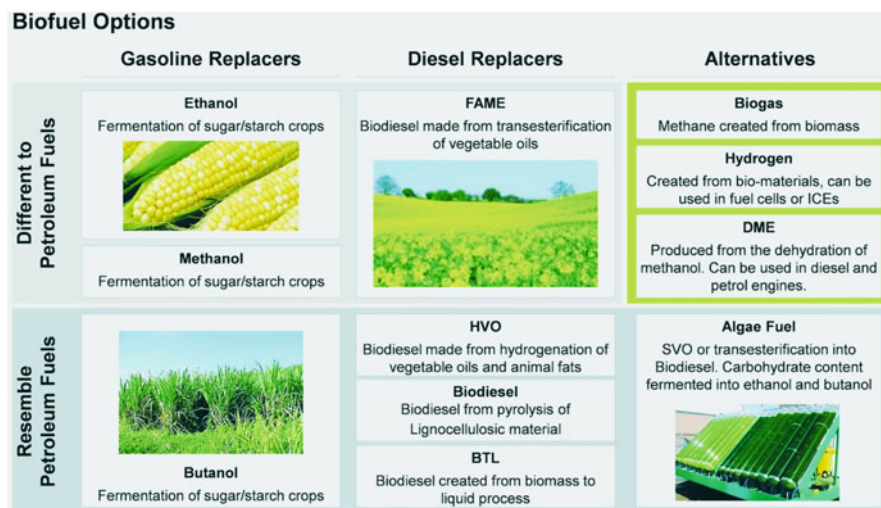 Biofuel Options
Gasoline Replacers
Diesel Replacers
Alternatives
Different to
Petroleum Fuels
Ethanol
Fermentation of sugar/starch crops
Methanol
Fermentation of sugar/starch crops
FAME
Biodiesel made from transesterification
of vegetable oils
Biogas
Methane created from biomass
Hydrogen
Created from bio-materials, can be
used in fuel cells or ICEs
DME
Produced from the dehydration of
methanol. Can be used in diesel and
petrol engines.
Resemble
Petroleum Fuels
Butanol
Fermentation of sugar/starch crops
HVO
Biodiesel made from hydrogenation of
vegetable oils and animal fats
Biodiesel
Biodiesel from pyrolysis of
Lignocellulosic material
BTL
Biodiesel created from biomass to
liquid process
Algae Fuel
SVO or transesterification into
Biodiesel. Carbohydrate content
fermented into ethanol and butanol